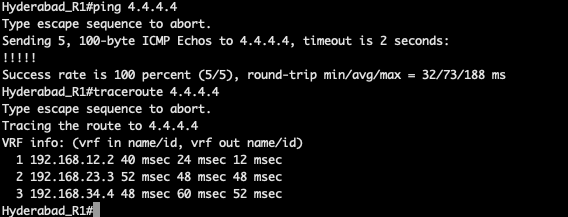 Hyderabad_R1#ping 4.4.4.4
Type escape sequence to abort.
Sending 5, 100-byte ICMP Echos to 4.4.4.4, timeout is 2 seconds:
!!!!!
Success rate is 100 percent (5/5), round-trip min/avg/max = 32/73/188 ms
Hyderabad_R1#traceroute 4.4.4.4
Type escape sequence to abort.
Tracing the route to 4.4.4.4
VRF info: (vrf in name/id, vrf out name/id)
  1 192.168.12.2 40 msec 24 msec 12 msec
  2 192.168.23.3 52 msec 48 msec 48 msec
  3 192.168.34.4 48 msec 60 msec 52 msec
Hyderabad_R1#